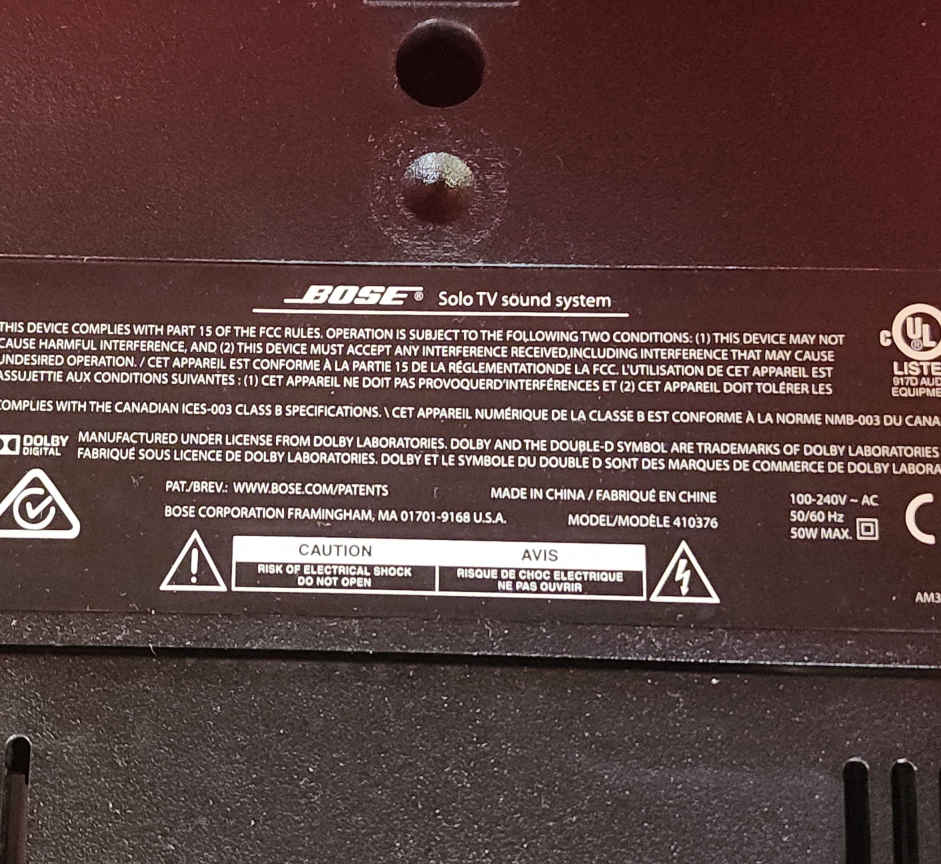 BOSE® Solo TV sound system
THIS DEVICE COMPLIES WITH PART 15 OF THE FCC RULES. OPERATION IS SUBJECT TO THE FOLLOWING TWO CONDITIONS: (1) THIS DEVICE MAY NOT
CAUSE HARMFUL INTERFERENCE, AND (2) THIS DEVICE MUST ACCEPT ANY INTERFERENCE RECEIVED,INCLUDING INTERFERENCE THAT MAY CAUSE
UNDESIRED OPERATION. / CET APPAREIL EST CONFORME À LA PARTIE 15 DE LA RÉGLEMENTATIONDE LA FCC. L'UTILISATION DE CET APPAREIL EST
ASSUJETTIE AUX CONDITIONS SUIVANTES : (1) CET APPAREIL NE DOIT PAS PROVOQUERD'INTERFÉRENCES ET (2) CET APPAREIL DOIT TOLÉRER LES
C UL ®
LISTE
917D AUD
EQUIPME
COMPLIES WITH THE CANADIAN ICES-003 CLASS B SPECIFICATIONS. \ CET APPAREIL NUMÉRIQUE DE LA CLASSE B EST CONFORME À LA NORME NMB-003 DU CANA
DOLBY
DIGITAL
MANUFACTURED UNDER LICENSE FROM DOLBY LABORATORIES. DOLBY AND THE DOUBLE-D SYMBOL ARE TRADEMARKS OF DOLBY LABORATORIES
FABRIQUÉ SOUS LICENCE DE DOLBY LABORATORIES. DOLBY ET LE SYMBOLE DU DOUBLE D SONT DES MARQUES DE COMMERCE DE DOLBY LABORA
PAT./BREV.: WWW.BOSE.COM/PATENTS
MADE IN CHINA / FABRIQUÉ EN CHINE
BOSE CORPORATION FRAMINGHAM, MA 01701-9168 U.S.A.
MODEL/MODÈLE 410376
100-240V ~ AC
50/60 Hz
50W MAX.
CAUTION
RISK OF ELECTRICAL SHOCK
DO NOT OPEN
AVIS
RISQUE DE CHOC ELECTRIQUE
NE PAS OUVRIR
AM3